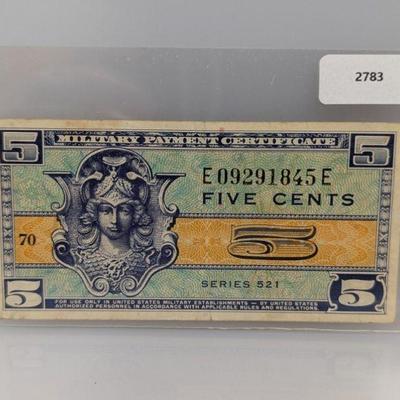 2783
5 5
MILITARY PAYMENT CERTIFICATE
E09291845E
FIVE CENTS
70 5
SERIES 521
5 5
FOR USE ONLY IN UNITED STATES MILITARY ESTABLISHMENTS — BY UNITED STATES
AUTHORIZED PERSONNEL IN ACCORDANCE WITH APPLICABLE RULES AND REGULATIONS.